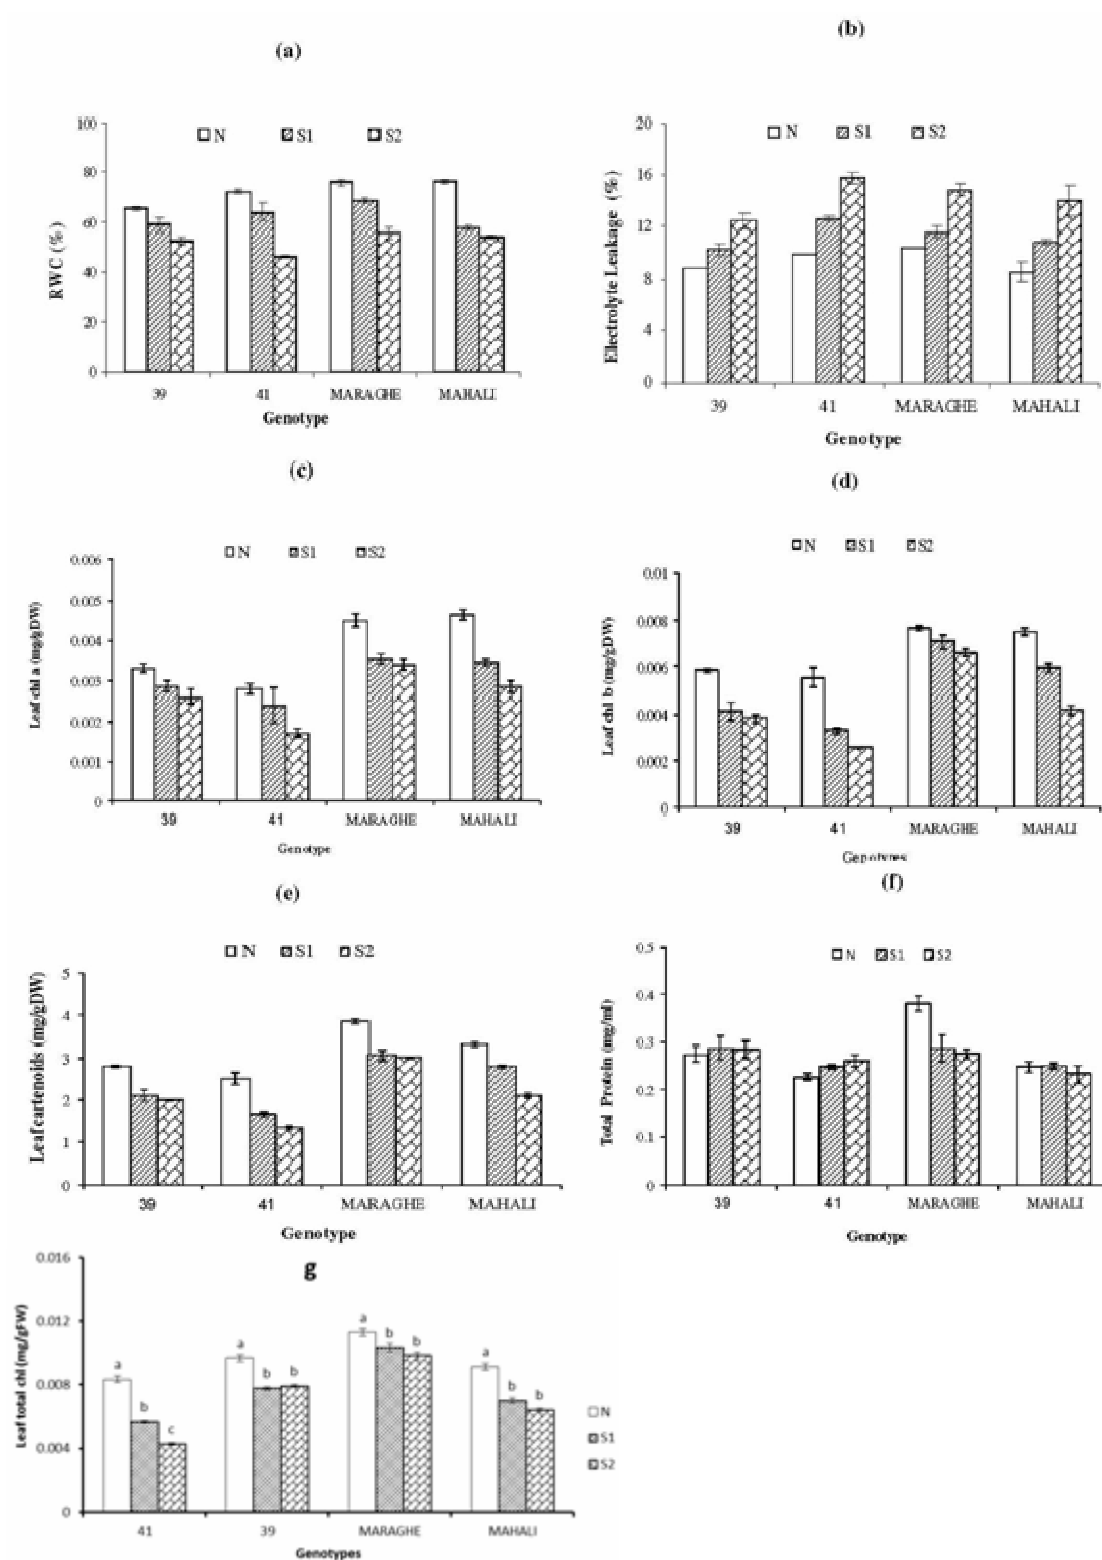 (a)
N S1 S2
100
80
60
40
20
0
RWC (%)
39 41 MARAGHE MAHALI
Genotype
(b)
N S1 S2
20
16
12
8
4
0
Ellectrolyte Leakage (%)
39 41 MARAGHE MAHALI
Genotype
(c)
N S1 S2
0.006
0.005
0.004
0.003
0.002
0.001
0
Leaf chl a (mg/gDW)
39 41 MARAGHE MAHALI
Genotype
(d)
N S1 S2
0.01
0.008
0.006
0.004
0.002
0
Leaf chl b (mg/gDW)
39 41 MARAGHE MAHALI
Genotypes
(e)
N S1 S2
5
4
3
2
1
0
Leaf cartenoids (mg/gDW)
39 41 MARAGHE MAHALI
Genotype
(f)
N S1 S2
0.5
0.4
0.3
0.2
0.1
0
Total Protein (mg/ml)
39 41 MARAGHE MAHALI
Genotype
g
0.016
0.012
0.008
0.004
0
Leaf total chl (mg/gFW)
a b c
a b b
a b b
a b b
N
S1
S2
41 39 MARAGHE MAHALI
Genotypes